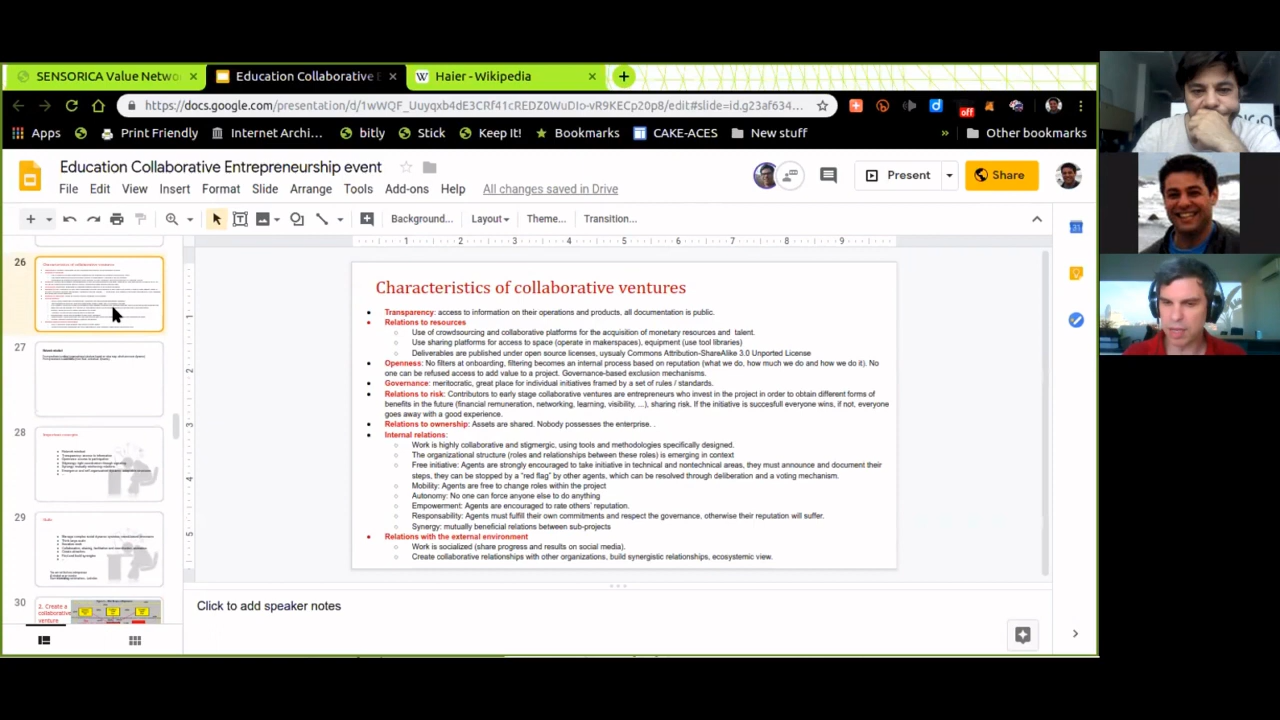 SENSORICA Value Netwo
Education Collaborative E
Haier - Wikipedia
https://docs.google.com/presentation/d/1wWQF_Uuyqxb4dE3CRf41cREDZ0WuDIo-vR9KECp20p8/edit#slide=id.g23af634...
off
Apps
Print Friendly
Internet Archi...
bitly
Stick
Keep It!
Bookmarks
CAKE-ACES
New stuff
»
Other bookmarks
Education Collaborative Entrepreneurship event
File Edit View Insert Format Slide Arrange Tools Add-ons Help All changes saved in Drive
Present
Share
Background... Layout Theme... Transition...
1 2 3 4 5 6 7 8 9
26
27
28
29
30
2. Create a
collaborative
venture
Characteristics of collaborative ventures
Transparency: access to information on their operations and products, all documentation is public.
Relations to resources
Use of crowdsourcing and collaborative platforms for the acquisition of monetary resources and talent.
Use sharing platforms for access to space (operate in makerspaces), equipment (use tool libraries)
Deliverables are published under open source licenses, uysualy Commons Attribution-ShareAlike 3.0 Unported License
Openness: No filters at onboarding, filtering becomes an internal process based on reputation (what we do, how much we do and how we do it). No
one can be refused access to add value to a project. Governance-based exclusion mechanisms.
Governance: meritocratic, great place for individual initiatives framed by a set of rules / standards.
Relations to risk: Contributors to early stage collaborative ventures are entrepreneurs who invest in the project in order to obtain different forms of
benefits in the future (financial remuneration, networking, learning, visibility, ...), sharing risk. If the initiative is succesfull everyone wins, if not, everyone
goes away with a good experience.
Relations to ownership: Assets are shared. Nobody possesses the enterprise. .
Internal relations:
Work is highly collaborative and stigmergic, using tools and methodologies specifically designed.
The organizational structure (roles and relationships between these roles) is emerging in context
Free initiative: Agents are strongly encouraged to take initiative in technical and nontechnical areas, they must announce and document their
steps, they can be stopped by a "red flag" by other agents, which can be resolved through deliberation and a voting mechanism.
Mobility: Agents are free to change roles within the project
Autonomy: No one can force anyone else to do anything
Empowerment: Agents are encouraged to rate others' reputation.
Responsability: Agents must fulfill their own commitments and respect the governance, otherwise their reputation will suffer.
Synergy: mutually beneficial relations between sub-projects
Relations with the external environment
Work is socialized (share progress and results on social media).
Create collaborative relationships with other organizations, build synergistic relationships, ecosystemic view.
Click to add speaker notes